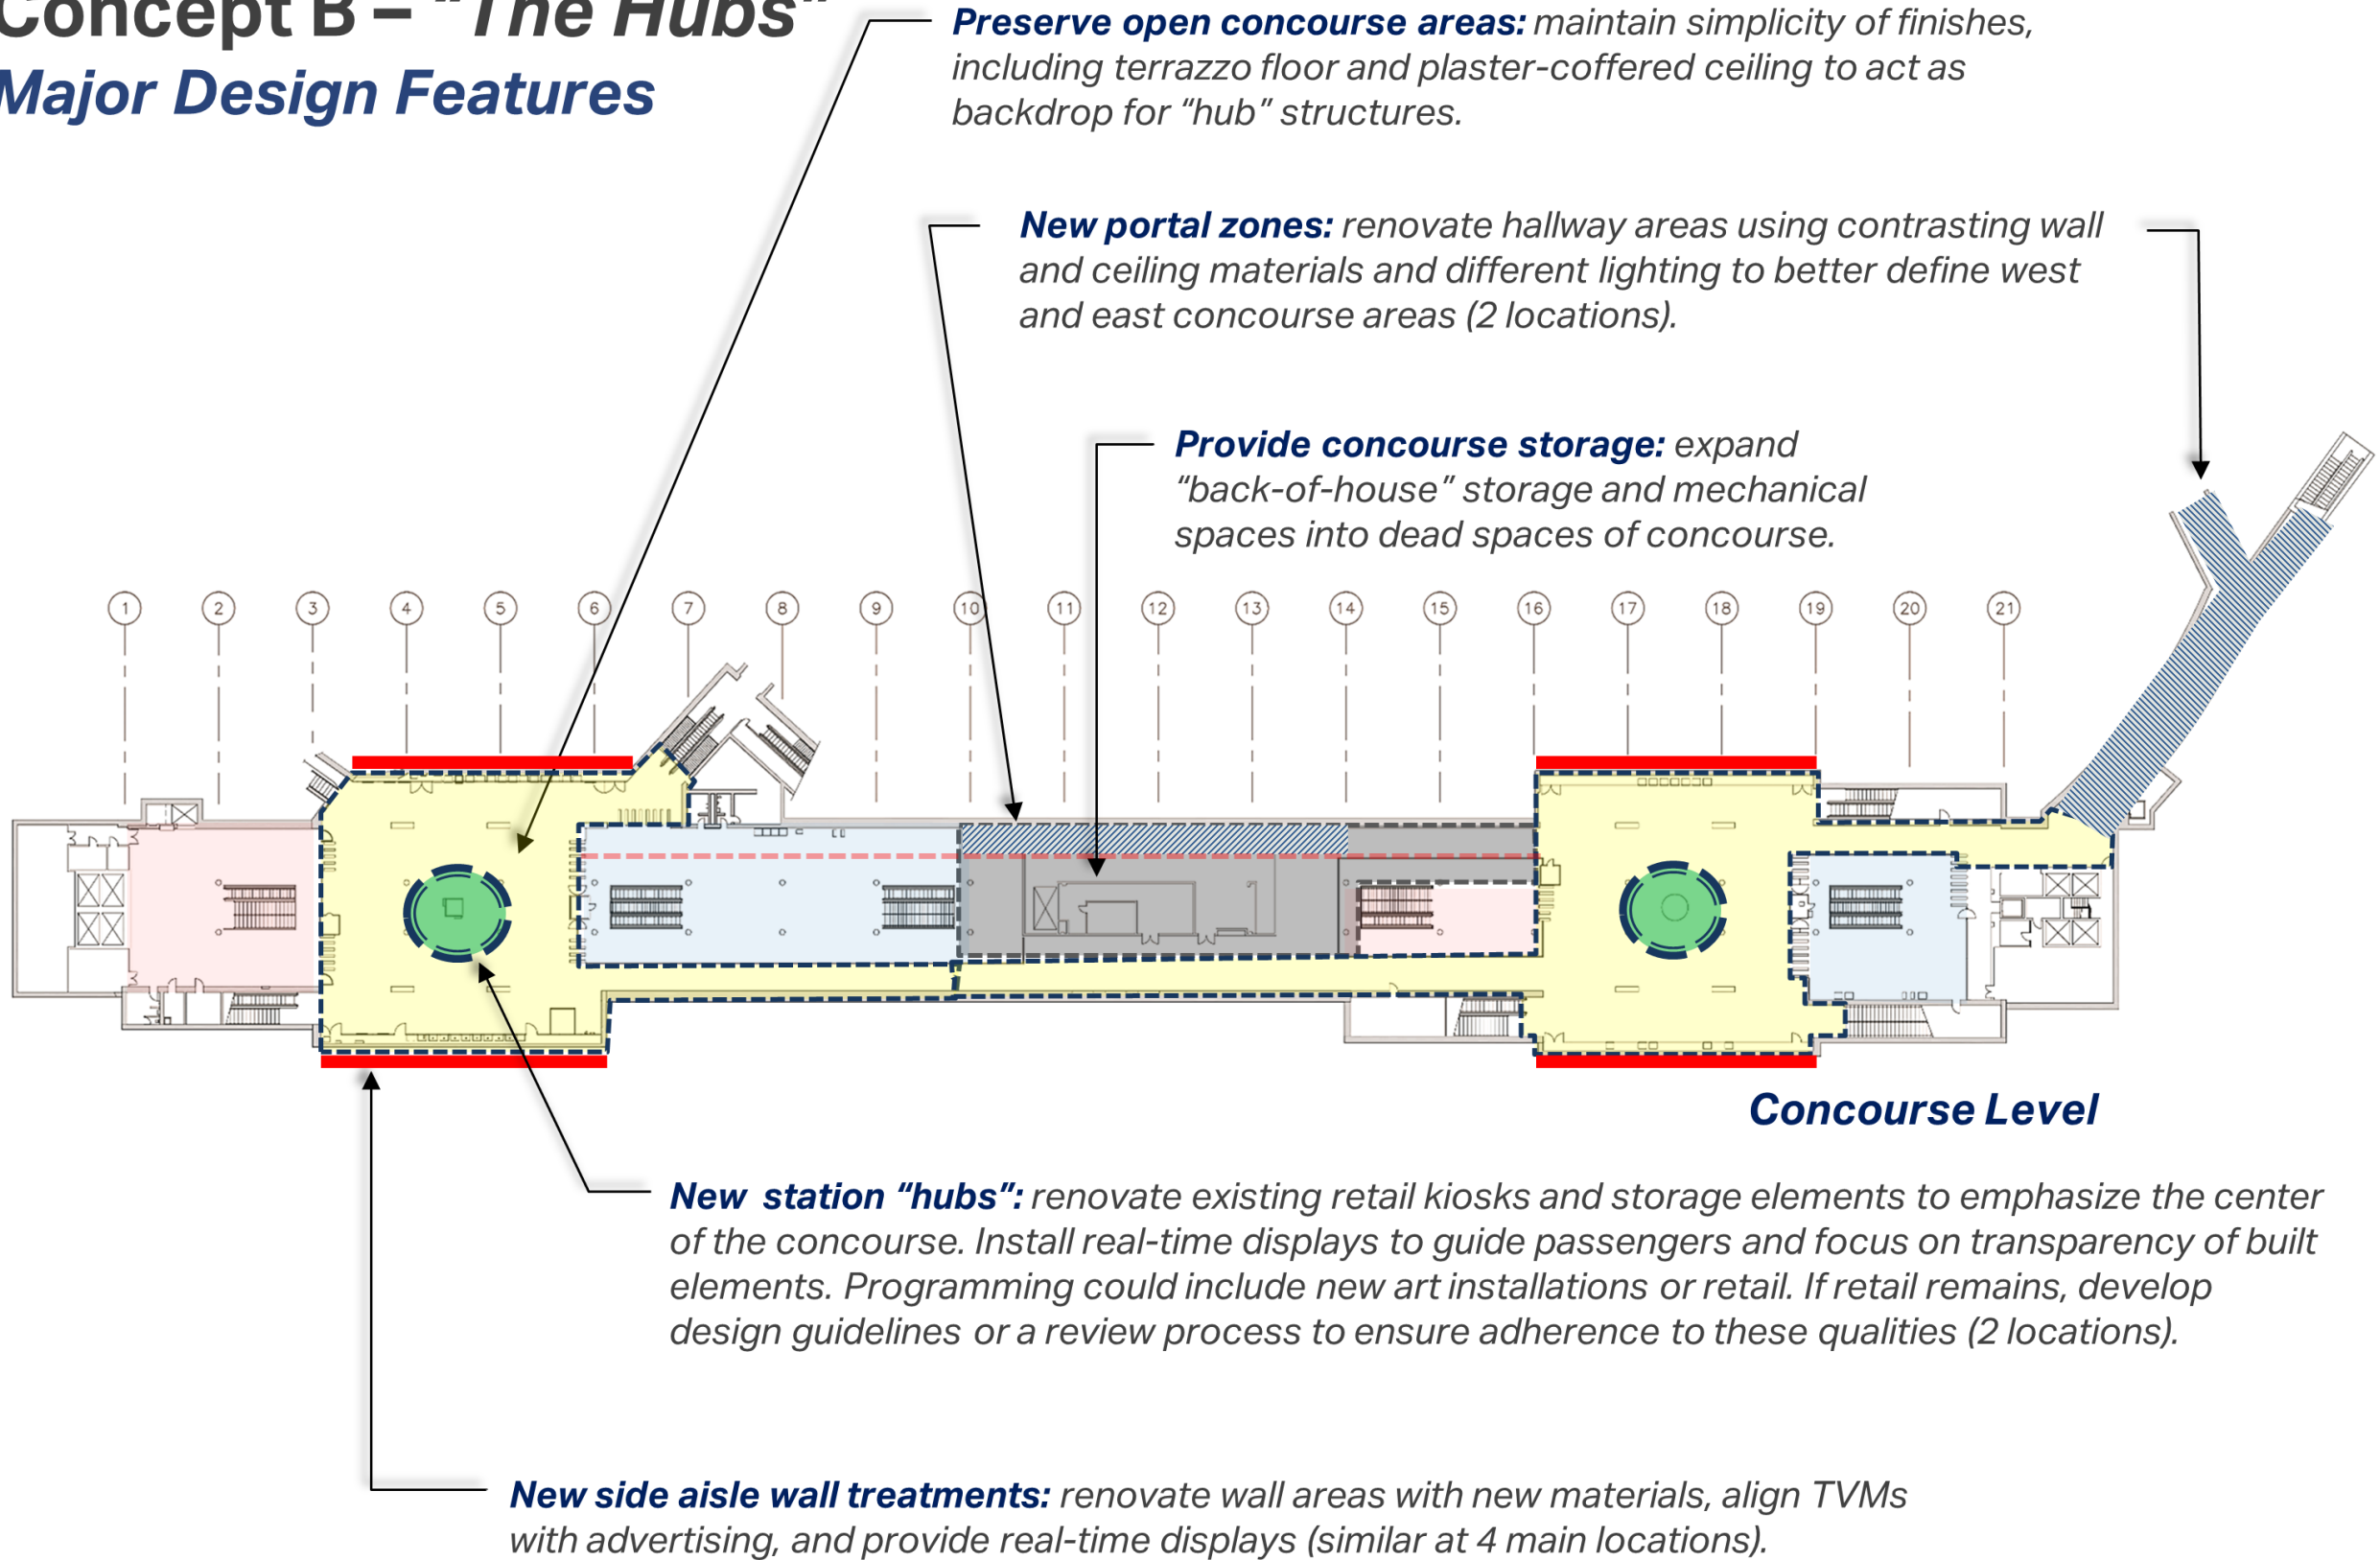 Concept B – "The Hubs"
Major Design Features
Preserve open concourse areas: maintain simplicity of finishes,
including terrazzo floor and plaster-coffered ceiling to act as
backdrop for “hub” structures.
New portal zones: renovate hallway areas using contrasting wall
and ceiling materials and different lighting to better define west
and east concourse areas (2 locations).
Provide concourse storage: expand
“back-of-house” storage and mechanical
spaces into dead spaces of concourse.
1 2 3 4 5 6 7 8 9 10 11 12 13 14 15 16 17 18 19 20 21
Concourse Level
New station “hubs”: renovate existing retail kiosks and storage elements to emphasize the center
of the concourse. Install real-time displays to guide passengers and focus on transparency of built
elements. Programming could include new art installations or retail. If retail remains, develop
design guidelines or a review process to ensure adherence to these qualities (2 locations).
New side aisle wall treatments: renovate wall areas with new materials, align TVMs
with advertising, and provide real-time displays (similar at 4 main locations).